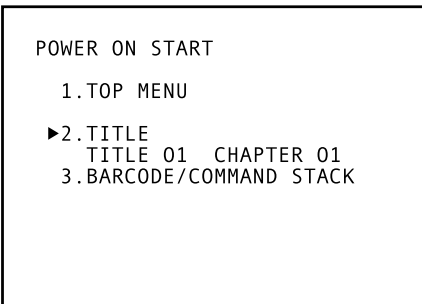 POWER ON START
1.TOP MENU
▶2.TITLE
TITLE 01 CHAPTER 01
3.BARCODE/COMMAND STACK